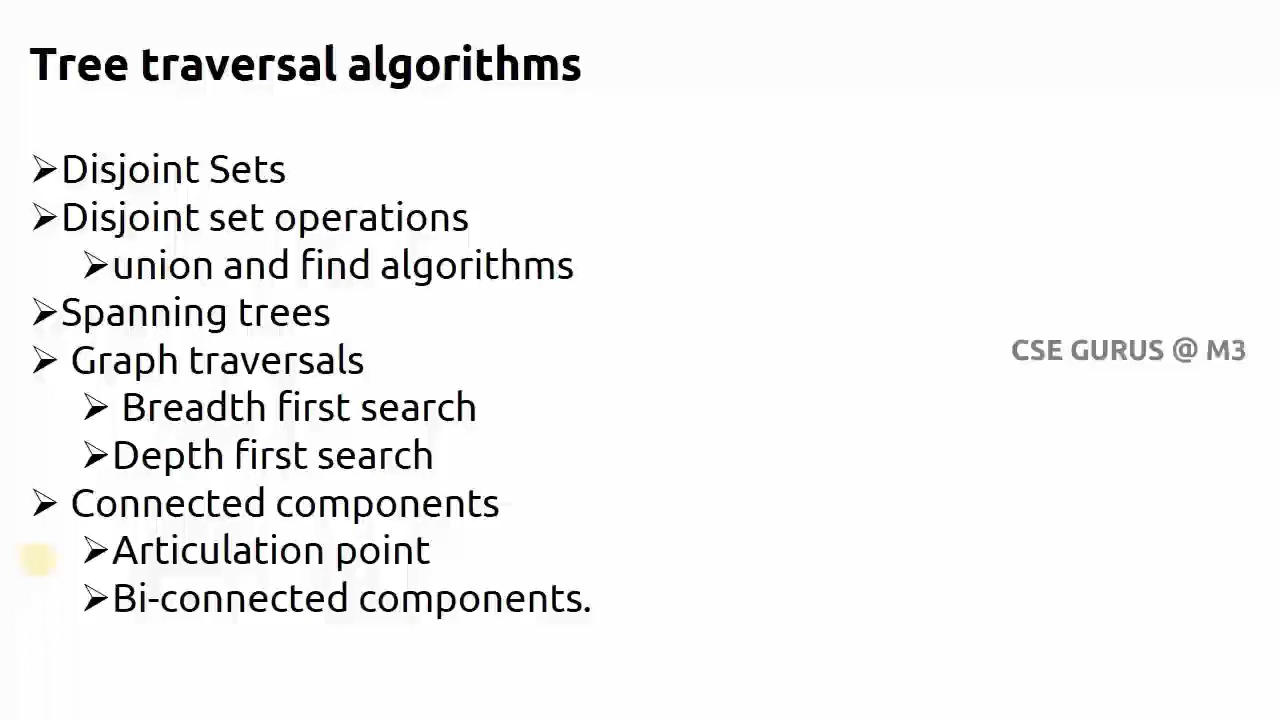 Tree traversal algorithms
➢Disjoint Sets
➢Disjoint set operations
➢union and find algorithms
➢Spanning trees
➢ Graph traversals
➢ Breadth first search
➢Depth first search
➢ Connected components
➢Articulation point
➢Bi-connected components.
CSE GURUS @ M3